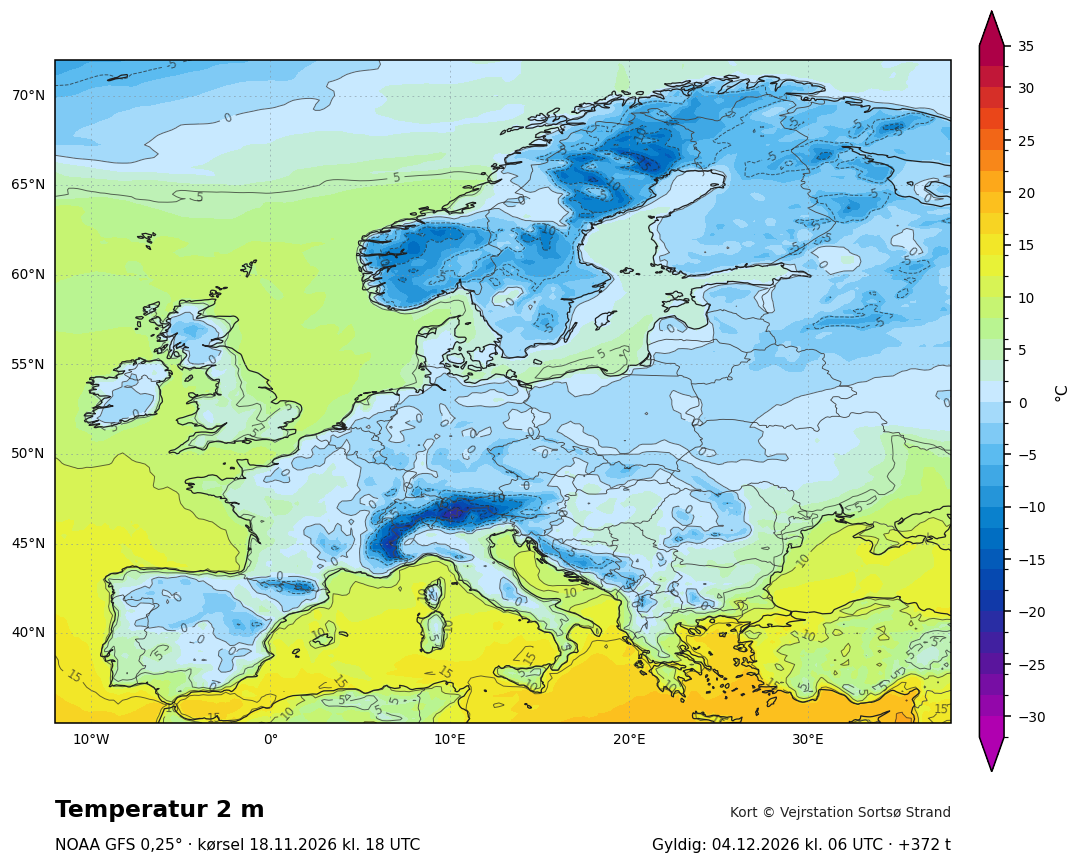 70°N
65°N
60°N
55°N
50°N
45°N
40°N
10°W
0°
10°E
20°E
30°E
35
30
25
20
15
10
5
0
−5
−10
−15
−20
−25
−30
°C
Temperatur 2 m
Kort © Vejrstation Sortsø Strand
NOAA GFS 0,25° · kørsel 18.11.2026 kl. 18 UTC
Gyldig: 04.12.2026 kl. 06 UTC · +372 t